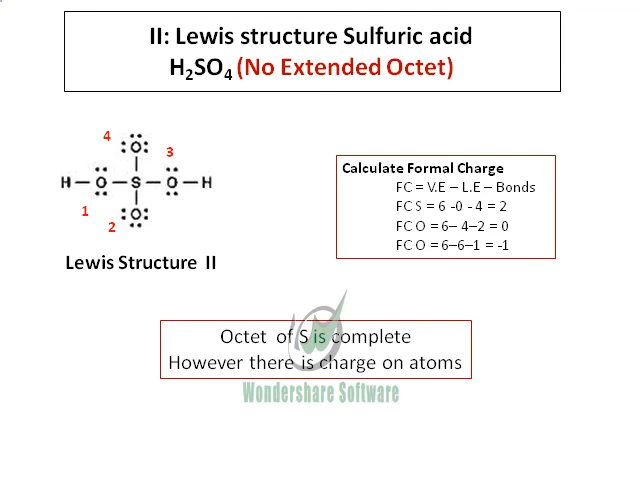 II: Lewis structure Sulfuric acid
H₂SO₄ (No Extended Octet)
4
:O:
3
H – O – S – O – H
1
:O:
2
Lewis Structure II
Calculate Formal Charge
FC = V.E – L.E – Bonds
FC S = 6 -0 - 4 = 2
FC O = 6– 4–2 = 0
FC O = 6–6–1 = -1
Octet of S is complete
However there is charge on atoms
Wondershare Software